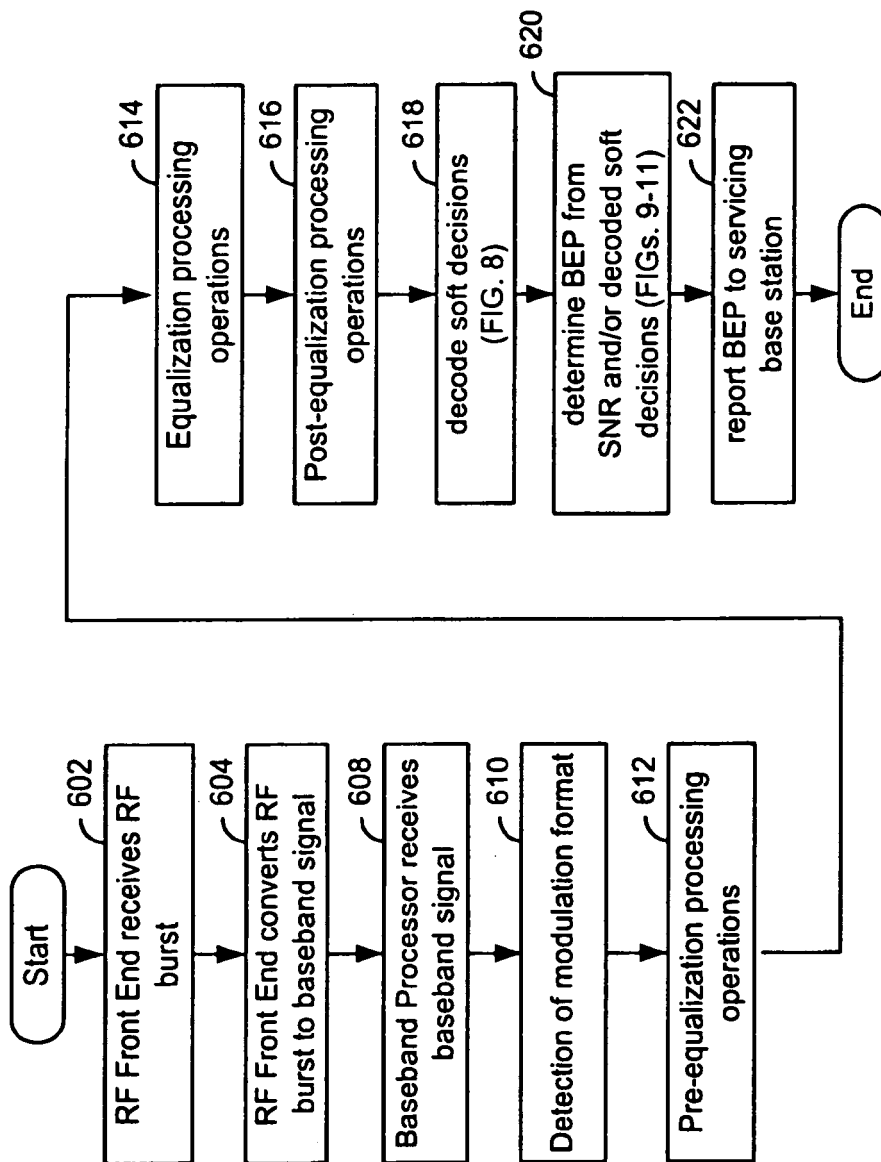 Start
602
RF Front End receives RF
burst
604
RF Front End converts RF
burst to baseband signal
608
Baseband Processor receives
baseband signal
610
Detection of modulation format
612
Pre-equalization processing
operations
614
Equalization processing
operations
616
Post-equalization processing
operations
618
decode soft decisions
(FIG. 8)
620
determine BEP from
SNR and/or decoded soft
decisions (FIGs. 9-11)
622
report BEP to servicing
base station
End